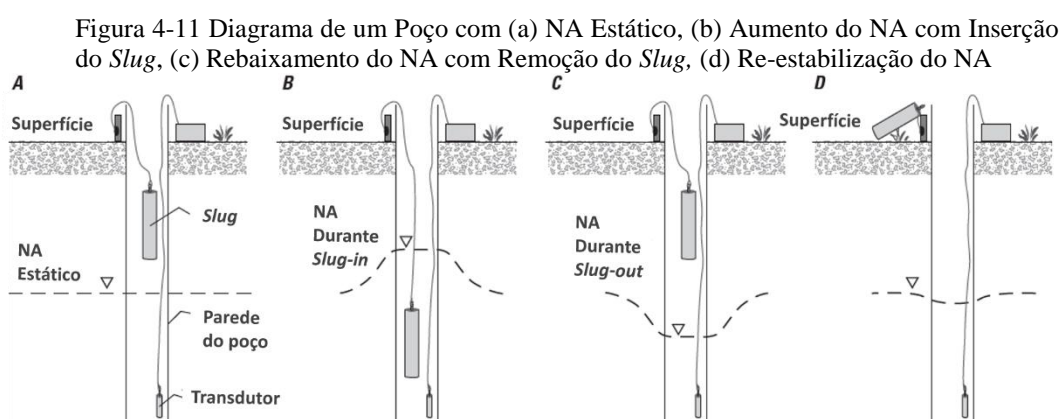 Figura 4-11 Diagrama de um Poço com (a) NA Estático, (b) Aumento do NA com Inserção
do Slug, (c) Rebaixamento do NA com Remoção do Slug, (d) Re-estabilização do NA
A
Superfície
Slug
NA
Estático
Parede
do poço
Transdutor
B
Superfície
NA
Durante
Slug-in
C
Superfície
NA
Durante
Slug-out
D
Superfície